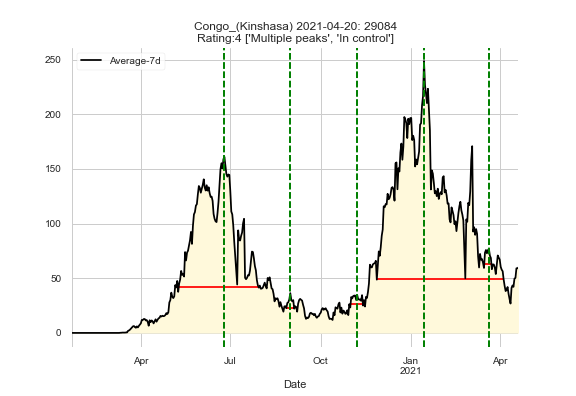 Congo_(Kinshasa) 2021-04-20: 29084
Rating:4 ['Multiple peaks', 'In control']
Average-7d
250
200
150
100
50
0
Apr
Jul
Oct
Jan
2021
Apr
Date